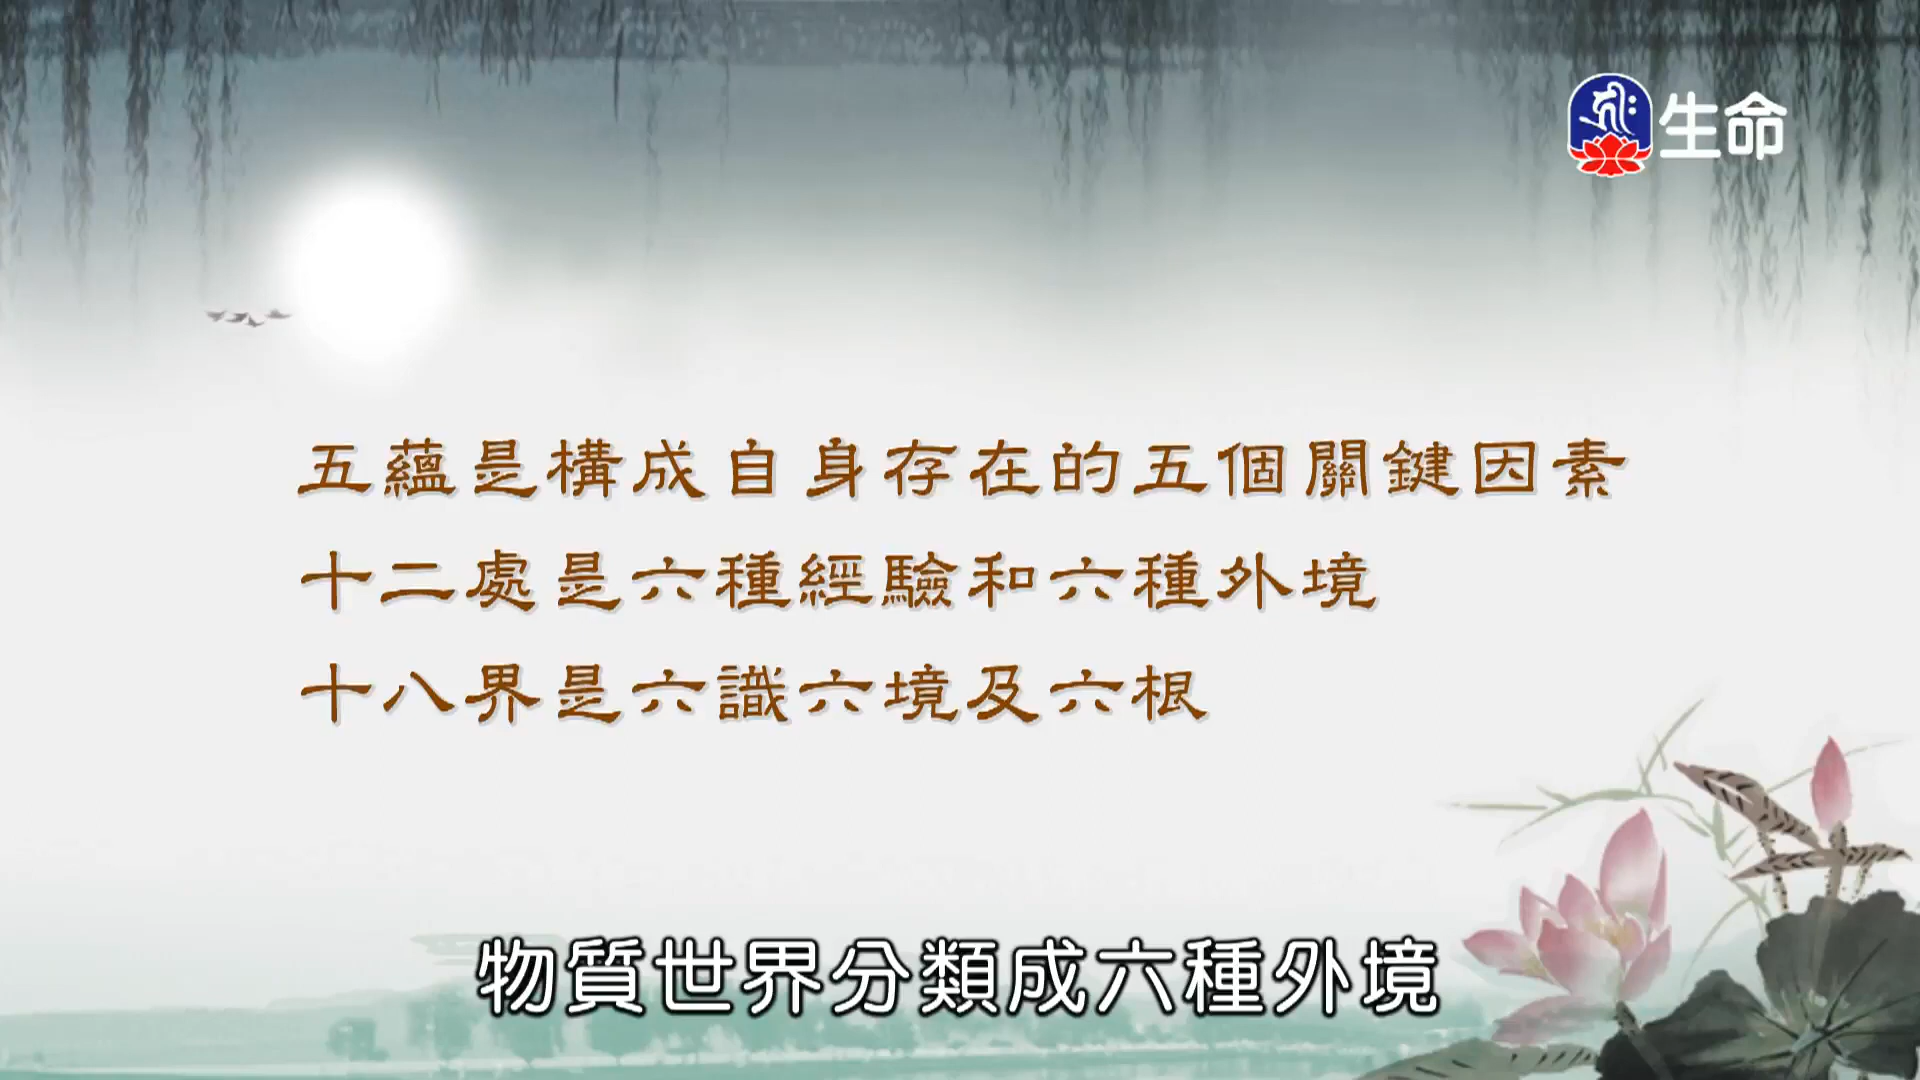 生命
五蘊是構成自身存在的五個關鍵因素
十二處是六種經驗和六種外境
十八界是六識六境及六根
物質世界分類成六種外境